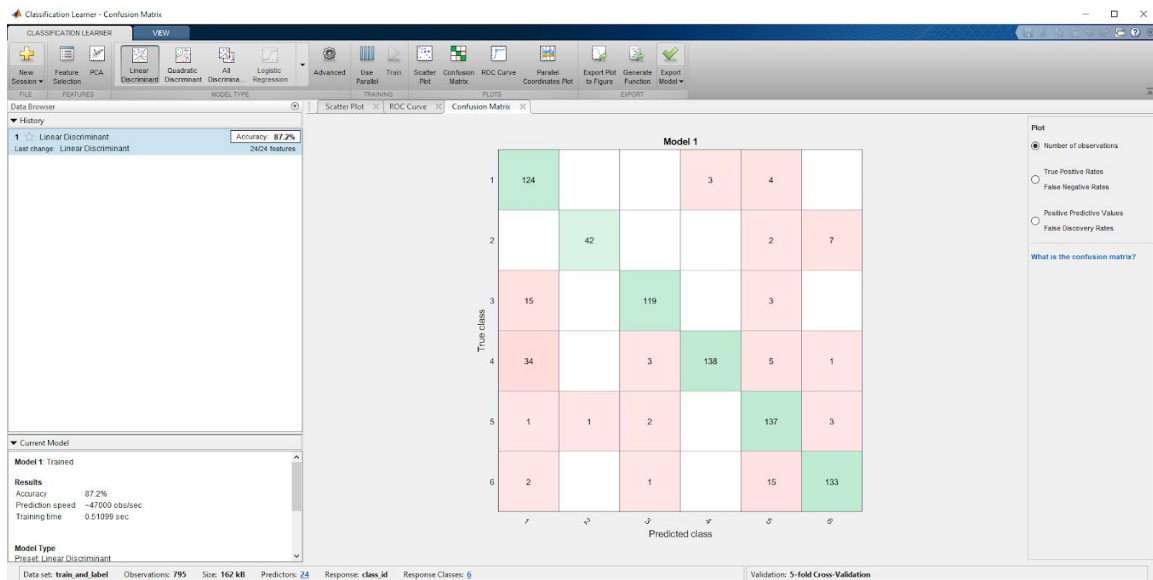 Classification Learner - Confusion Matrix
CLASSIFICATION LEARNER VIEW
New Session Feature Selection PCA Linear Discriminant Quadratic Discriminant All Discrimina... Logistic Regression Advanced Use Parallel Train Scatter Plot Confusion Matrix ROC Curve Parallel Coordinates Plot Export Plot to Figure Generate Function Export Model
FILE FEATURES MODEL TYPE TRAINING PLOTS EXPORT
Data Browser
Scatter Plot ROC Curve Confusion Matrix
History
1 Linear Discriminant Accuracy: 87.2%
Last change: Linear Discriminant 24/24 features
Current Model
Model 1: Trained
Results
Accuracy 87.2%
Prediction speed ~47000 obs/sec
Training time 0.51099 sec
Model Type
Preset: Linear Discriminant
Model 1
1 124 3 4
2 42 2 7
3 15 119 3
4 34 3 138 5 1
5 1 1 2 137 3
6 2 1 15 133
True class
1 2 3 4 5 6
Predicted class
Plot
Number of observations
True Positive Rates
False Negative Rates
Positive Predictive Values
False Discovery Rates
What is the confusion matrix?
Data set: train_and_label Observations: 795 Size: 162 kB Predictors: 24 Response: class_id Response Classes: 6 Validation: 5-fold Cross-Validation